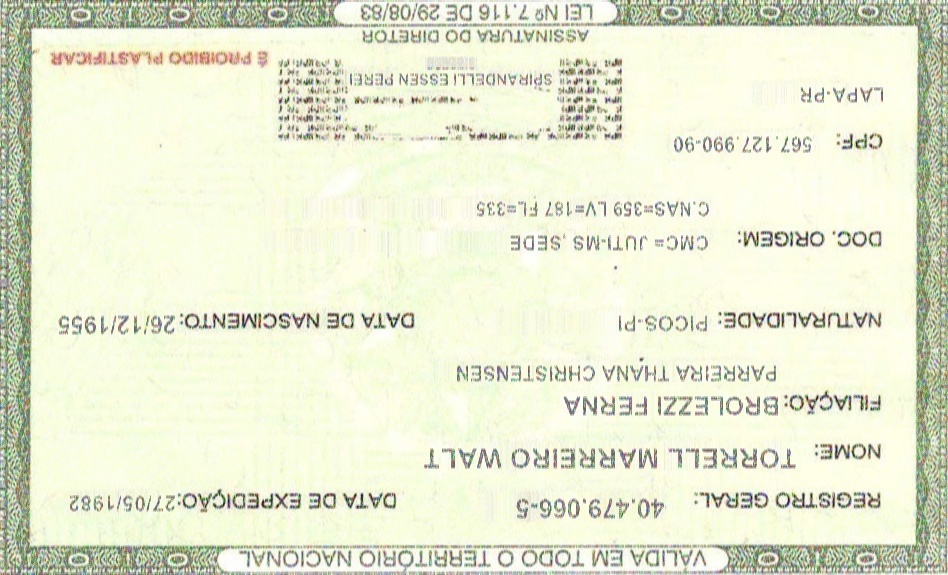 VÁLIDA EM TODO O TERRITÓRIO NACIONAL
REGISTRO GERAL: 40.479.066-5 DATA DE EXPEDIÇÃO: 27/05/1982
NOME: TORRELL MARREIRO WALT
FILIAÇÃO: BROLEZZI FERNA
PARREIRA THANA CHRISTENSEN
NATURALIDADE: PICOS-PI DATA DE NASCIMENTO: 26/12/1955
DOC. ORIGEM: CMC= JUTI-MS ,SEDE
C.NAS=359 LV=187 FL=335
CPF: 567.127.990-90
LAPA-PR
SPIRANDELLI ESSEN PEREI
ASSINATURA DO DIRETOR
É PROIBIDO PLASTIFICAR
LEI Nº 7.116 DE 29/08/83